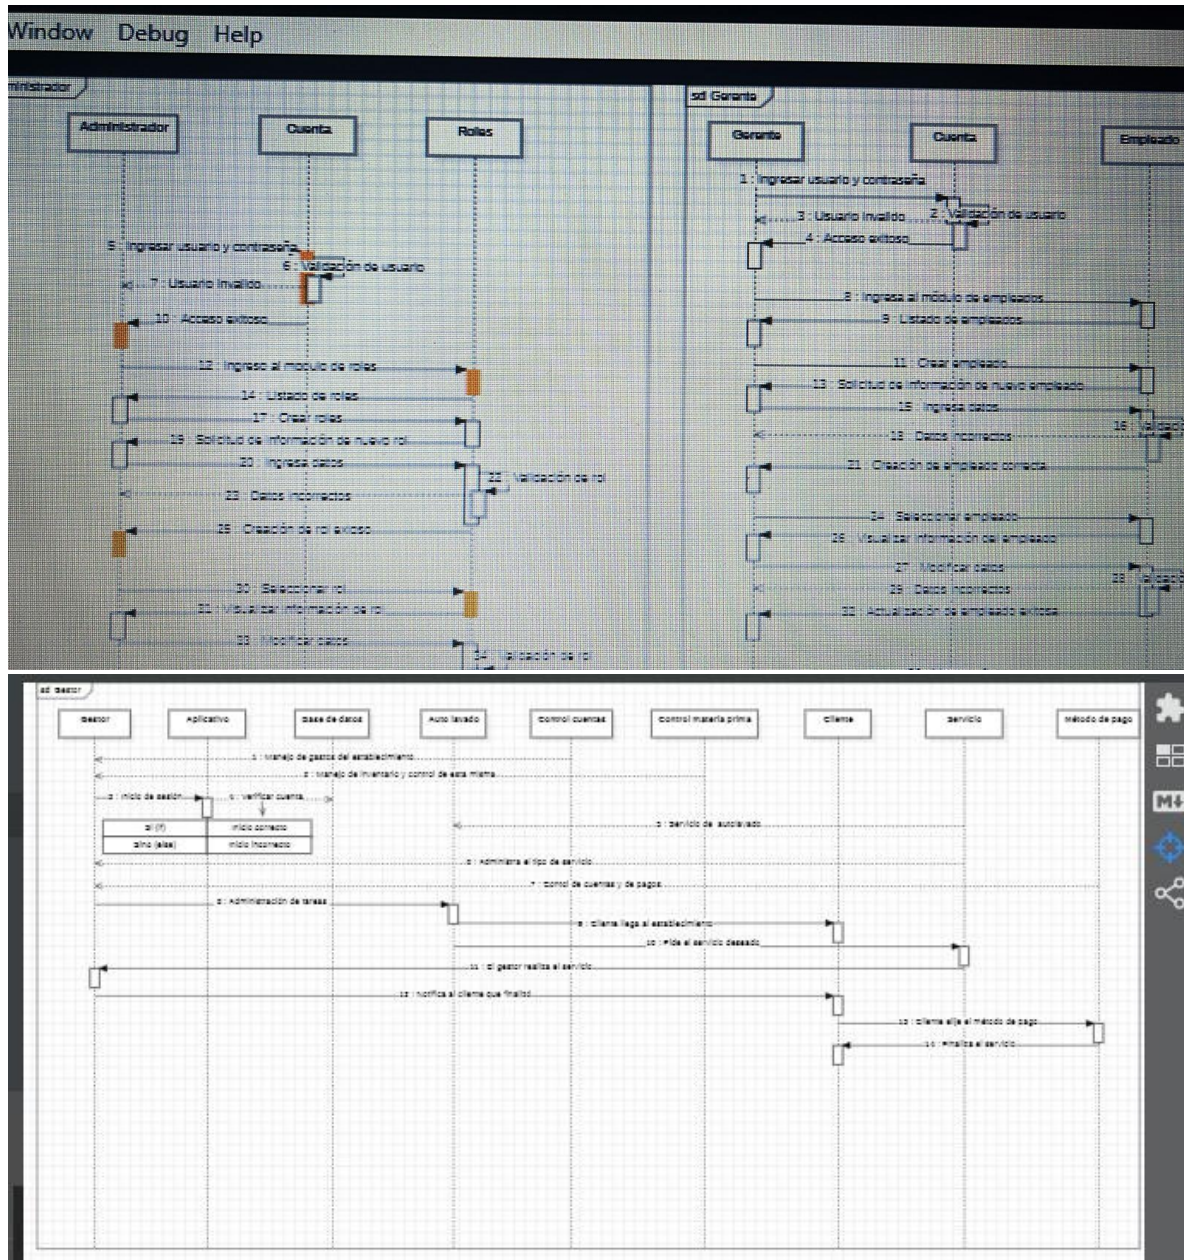 Window Debug Help
ministrador
Administrador Cuenta Roles
5 : Ingresar usuario y contraseña
6 : Validación de usuario
7 : Usuario Invalido
10 : Acceso exitoso
12 : Ingreso al modulo de roles
14 : Listado de roles
17 : Crear roles
19 : Solicitud de información de nuevo rol
20 : Ingresa datos
22 : Validación de rol
23 : Datos incorrectos
25 : Creación de rol exitoso
30 : Seleccionar rol
31 : Visualizar información de rol
33 : Modificar datos
34 : Validación de rol
sd Gerente
Gerente Cuenta Empleado
1 : Ingresar usuario y contraseña
2 : Validación de usuario
3 : Usuario Invalido
4 : Acceso exitoso
8 : Ingresa al módulo de empleados
9 : Listado de empleados
11 : Crear empleado
13 : Solicitud de información de nuevo empleado
15 : Ingresa datos
16 : Validació
18 : Datos incorrectos
21 : Creación de empleado correcta
24 : Seleccionar empleado
26 : Visualizar información del empleado
27 : Modificar datos
28 : Validació
29 : Datos incorrectos
32 : Actualización de empleado exitosa
sd Gestor
Gestor Aplicativo Base de datos Auto lavado Control cuentas Control materia prima Cliente Servicio Método de pago
1 : Manejo de gastos del establecimiento
2 : Manejo de inventario y control de esta misma
3 : Inicio de sesión
4 : Verificar cuenta
Si (if) Inicio correcto
Sino (else) Inicio incorrecto
5 : Servicio de autolavado
6 : Administra el tipo de servicio
7 : Control de cuentas y de pagos
8 : Administración de tareas
9 : Cliente llega al establecimiento
10 : Pide el servicio deseado
11 : El gestor realiza el servicio
12 : Notifica al cliente que finalizó
13 : Cliente elije el método de pago
14 : Finaliza el servicio
M